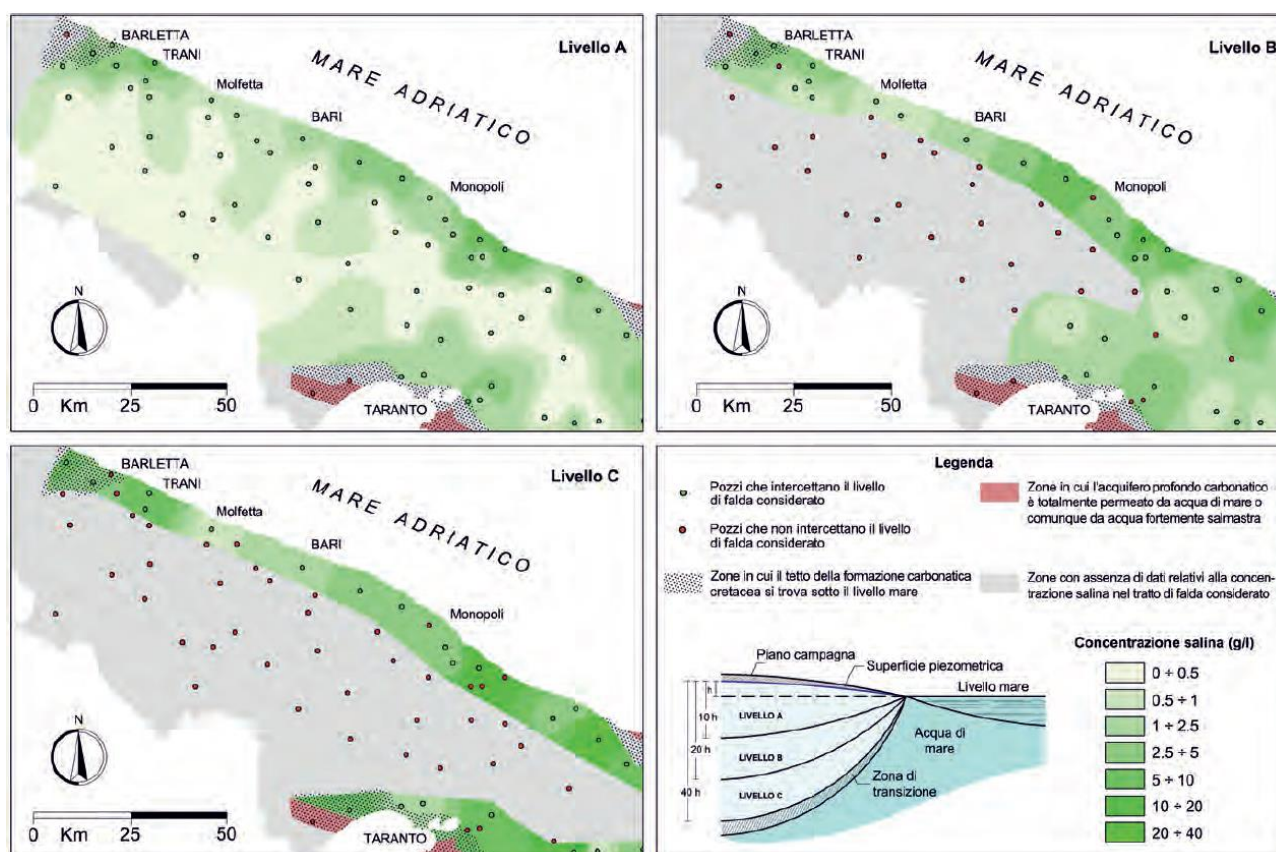 BARLETTA
TRANI
Livello A
Molfetta
MARE ADRIATICO
BARI
Monopoli
N
TARANTO
0 Km 25 50
BARLETTA
TRANI
Livello B
Molfetta
MARE ADRIATICO
BARI
Monopoli
N
TARANTO
0 Km 25 50
BARLETTA
TRANI
Livello C
Molfetta
MARE ADRIATICO
BARI
Monopoli
N
TARANTO
0 Km 25 50
Legenda
Pozzi che intercettano il livello
di falda considerato
Pozzi che non intercettano il livello
di falda considerato
Zone in cui il tetto della formazione carbonatica
cretacea si trova sotto il livello mare
Zone in cui l'acquifero profondo carbonatico
è totalmente permeato da acqua di mare o
comunque da acqua fortemente salmastra
Zone con assenza di dati relativi alla concen-
trazione salina nel tratto di falda considerato
Piano campagna
Superficie piezometrica
Livello mare
h
10 h
20 h
40 h
LIVELLO A
LIVELLO B
LIVELLO C
Acqua di
mare
Zona di
transizione
Concentrazione salina (g/l)
0 ÷ 0.5
0.5 ÷ 1
1 ÷ 2.5
2.5 ÷ 5
5 ÷ 10
10 ÷ 20
20 ÷ 40